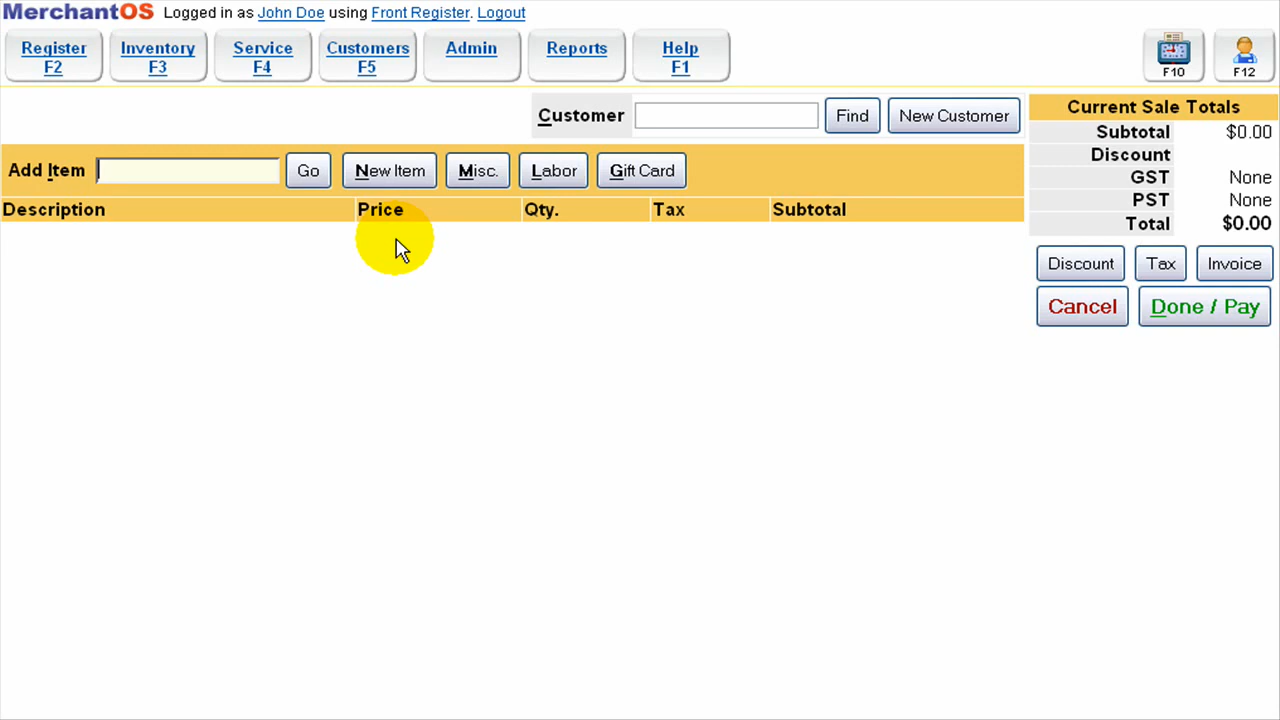 MerchantOS Logged in as John Doe using Front Register. Logout
Register F2
Inventory F3
Service F4
Customers F5
Admin
Reports
Help F1
F10
F12
Customer Find New Customer
Add Item Go New Item Misc. Labor Gift Card
Description Price Qty. Tax Subtotal
Current Sale Totals
Subtotal $0.00
Discount
GST None
PST None
Total $0.00
Discount Tax Invoice
Cancel Done / Pay